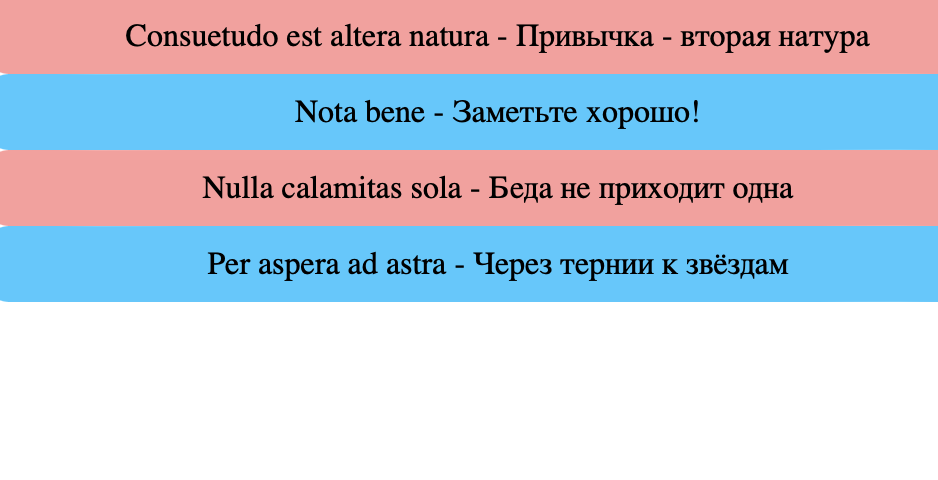 Consuetudo est altera natura - Привычка - вторая натура
Nota bene - Заметьте хорошо!
Nulla calamitas sola - Беда не приходит одна
Per aspera ad astra - Через тернии к звёздам